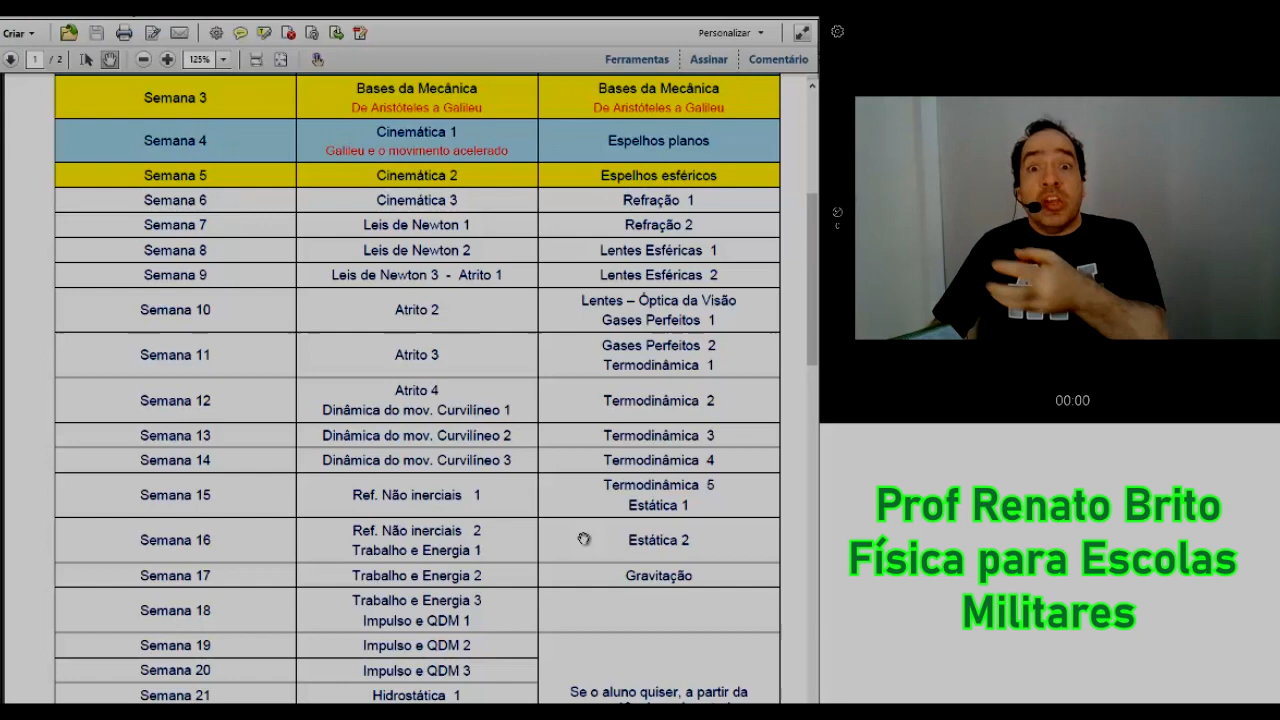 Criar
Personalizar
1 / 2
125%
Ferramentas
Assinar
Comentário
Semana 3
Bases da Mecânica
De Aristóteles a Galileu
Bases da Mecânica
De Aristóteles a Galileu
Semana 4
Cinemática 1
Galileu e o movimento acelerado
Espelhos planos
Semana 5
Cinemática 2
Espelhos esféricos
Semana 6
Cinemática 3
Refração 1
Semana 7
Leis de Newton 1
Refração 2
Semana 8
Leis de Newton 2
Lentes Esféricas 1
Semana 9
Leis de Newton 3 - Atrito 1
Lentes Esféricas 2
Semana 10
Atrito 2
Lentes – Óptica da Visão
Gases Perfeitos 1
Semana 11
Atrito 3
Gases Perfeitos 2
Termodinâmica 1
Semana 12
Atrito 4
Dinâmica do mov. Curvilíneo 1
Termodinâmica 2
Semana 13
Dinâmica do mov. Curvilíneo 2
Termodinâmica 3
Semana 14
Dinâmica do mov. Curvilíneo 3
Termodinâmica 4
Semana 15
Ref. Não inerciais 1
Termodinâmica 5
Estática 1
Semana 16
Ref. Não inerciais 2
Trabalho e Energia 1
Estática 2
Semana 17
Trabalho e Energia 2
Gravitação
Semana 18
Trabalho e Energia 3
Impulso e QDM 1
Semana 19
Impulso e QDM 2
Semana 20
Impulso e QDM 3
Semana 21
Hidrostática 1
Se o aluno quiser, a partir da
00:00
Prof Renato Brito
Física para Escolas
Militares